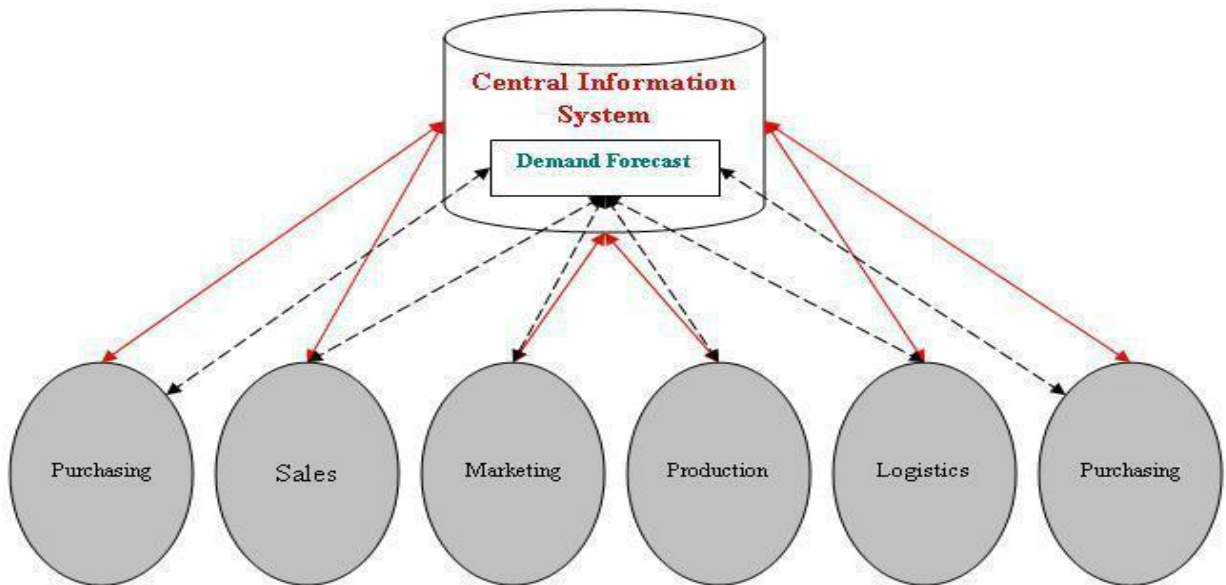 Central Information
System
Demand Forecast
Purchasing
Sales
Marketing
Production
Logistics
Purchasing